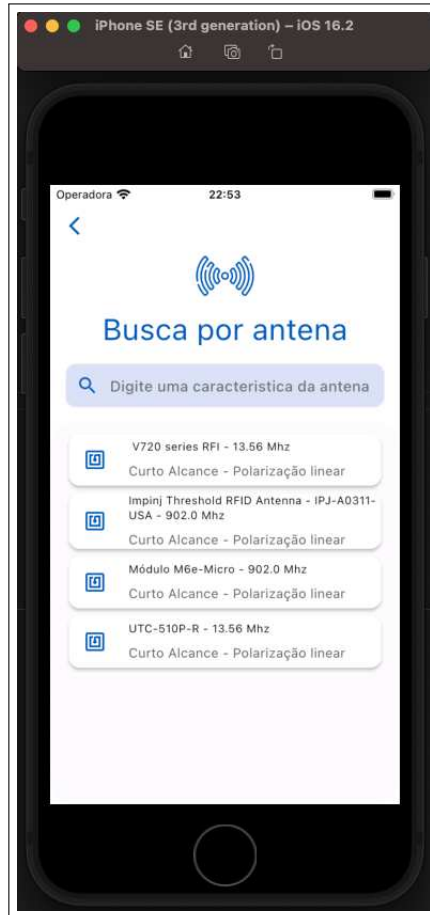 iPhone SE (3rd generation) – iOS 16.2
Operadora 22:53
Busca por antena
Digite uma caracteristica da antena
V720 series RFI - 13.56 Mhz
Curto Alcance - Polarização linear
Impinj Threshold RFID Antenna - IPJ-A0311-
USA - 902.0 Mhz
Curto Alcance - Polarização linear
Módulo M6e-Micro - 902.0 Mhz
Curto Alcance - Polarização linear
UTC-510P-R - 13.56 Mhz
Curto Alcance - Polarização linear